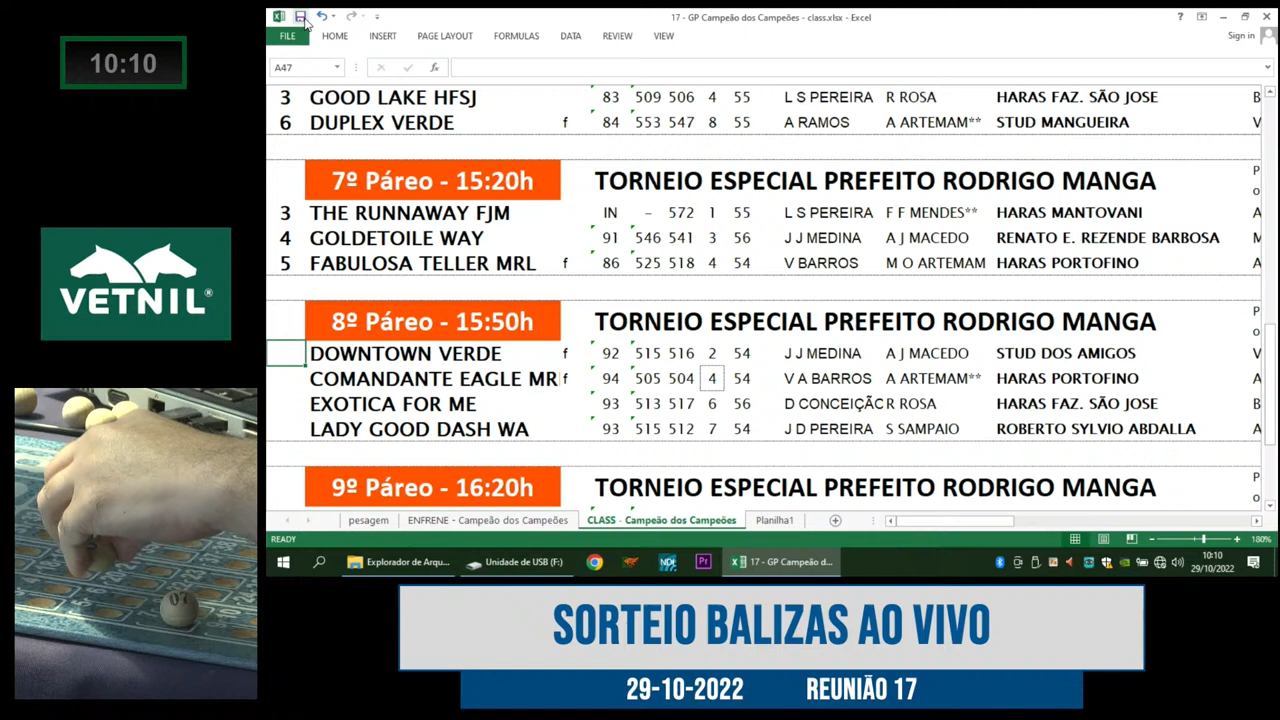 10:10
VETNIL®
07
17 - GP Campeão dos Campeões - class.xlsx - Excel
FILE HOME INSERT PAGE LAYOUT FORMULAS DATA REVIEW VIEW Sign in
A47
3 GOOD LAKE HFSJ 83 509 506 4 55 L S PEREIRA R ROSA HARAS FAZ. SÃO JOSE B
6 DUPLEX VERDE f 84 553 547 8 55 A RAMOS A ARTEMAM** STUD MANGUEIRA V
7º Páreo - 15:20h TORNEIO ESPECIAL PREFEITO RODRIGO MANGA P
o
3 THE RUNNAWAY FJM IN – 572 1 55 L S PEREIRA F F MENDES** HARAS MANTOVANI A
4 GOLDETOILE WAY 91 546 541 3 56 J J MEDINA A J MACEDO RENATO E. REZENDE BARBOSA M
5 FABULOSA TELLER MRL f 86 525 518 4 54 V BARROS M O ARTEMAM HARAS PORTOFINO A
8º Páreo - 15:50h TORNEIO ESPECIAL PREFEITO RODRIGO MANGA P
o
DOWNTOWN VERDE f 92 515 516 2 54 J J MEDINA A J MACEDO STUD DOS AMIGOS V
COMANDANTE EAGLE MR f 94 505 504 4 54 V A BARROS A ARTEMAM** HARAS PORTOFINO A
EXOTICA FOR ME 93 513 517 6 56 D CONCEIÇÃO R ROSA HARAS FAZ. SÃO JOSE B
LADY GOOD DASH WA 93 515 512 7 54 J D PEREIRA S SAMPAIO ROBERTO SYLVIO ABDALLA A
9º Páreo - 16:20h TORNEIO ESPECIAL PREFEITO RODRIGO MANGA P
o
pesagem ENFRENE - Campeão dos Campeões CLASS - Campeão dos Campeões Planilha1
READY 180%
Explorador de Arqu... Unidade de USB (F:) NDI Pr 17 - GP Campeão d... 10:10
29/10/2022
SORTEIO BALIZAS AO VIVO
29-10-2022 REUNIÃO 17